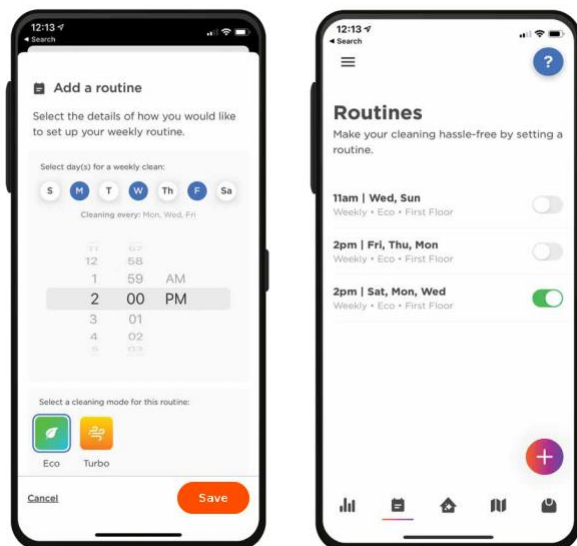 12:13
Search
Add a routine
Select the details of how you would like
to set up your weekly routine.
Select day(s) for a weekly clean:
S M T W Th F Sa
Cleaning every: Mon, Wed, Fri
11 57
12 58
1 59 AM
2 00 PM
3 01
4 02
5 03
Select a cleaning mode for this routine:
Eco Turbo
Cancel Save
12:13
Search
?
Routines
Make your cleaning hassle-free by setting a
routine.
11am | Wed, Sun
Weekly • Eco • First Floor
2pm | Fri, Thu, Mon
Weekly • Eco • First Floor
2pm | Sat, Mon, Wed
Weekly • Eco • First Floor